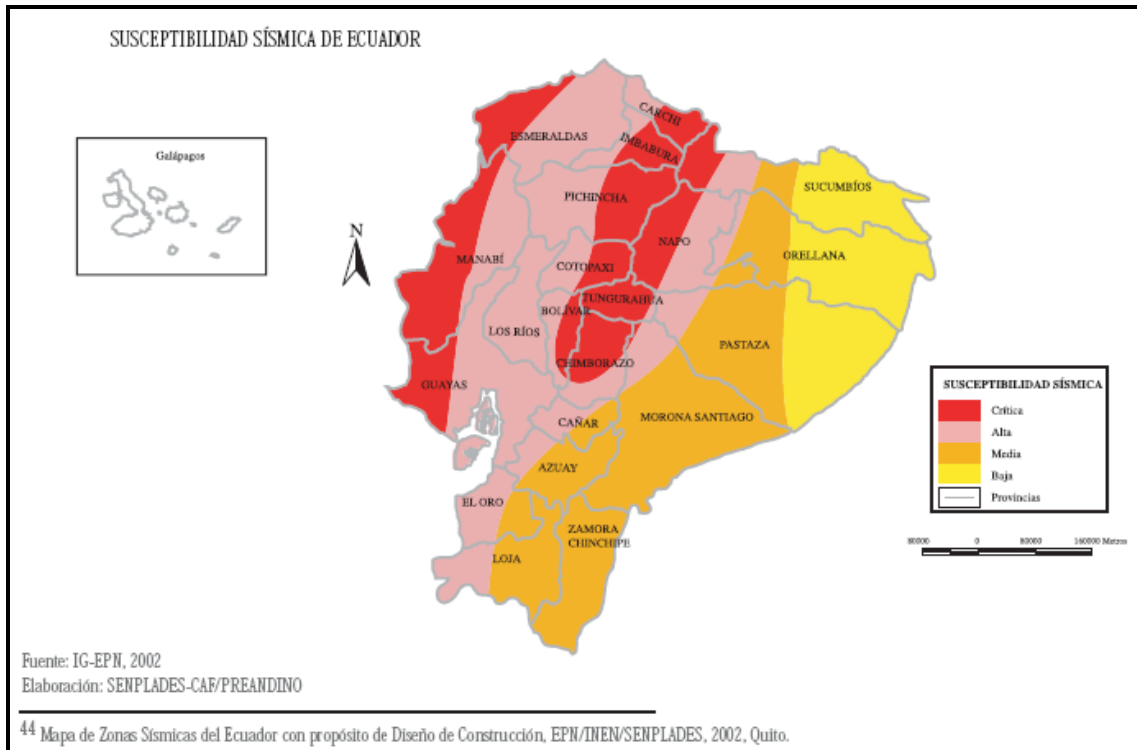 SUSCEPTIBILIDAD SÍSMICA DE ECUADOR
Galápagos
N
CARCHI
ESMERALDAS
IMBABURA
SUCUMBÍOS
PICHINCHA
NAPO
ORELLANA
MANABÍ
COTOPAXI
TUNGURAHUA
BOLÍVAR
LOS RÍOS
PASTAZA
CHIMBORAZO
GUAYAS
MORONA SANTIAGO
CAÑAR
AZUAY
EL ORO
ZAMORA
CHINCHIPE
LOJA
SUSCEPTIBILIDAD SÍSMICA
Crítica
Alta
Media
Baja
Provincias
80000 0 80000 160000 Metros
Fuente: IG-EPN, 2002
Elaboración: SENPLADES-CAF/PREANDINO
44 Mapa de Zonas Sísmicas del Ecuador con propósito de Diseño de Construcción, EPN/INEN/SENPLADES, 2002, Quito.